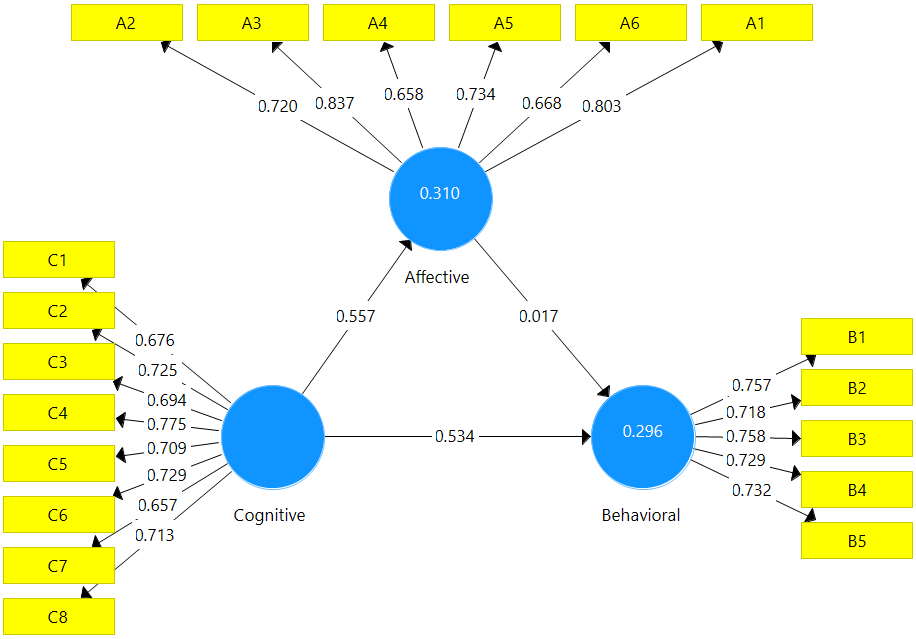 A2
A3
A4
A5
A6
A1
0.720
0.837
0.658
0.734
0.668
0.803
0.310
Affective
C1
C2
C3
C4
C5
C6
C7
C8
0.676
0.725
0.694
0.775
0.709
0.729
0.657
0.713
Cognitive
0.557
0.017
0.534
0.296
Behavioral
0.757
0.718
0.758
0.729
0.732
B1
B2
B3
B4
B5